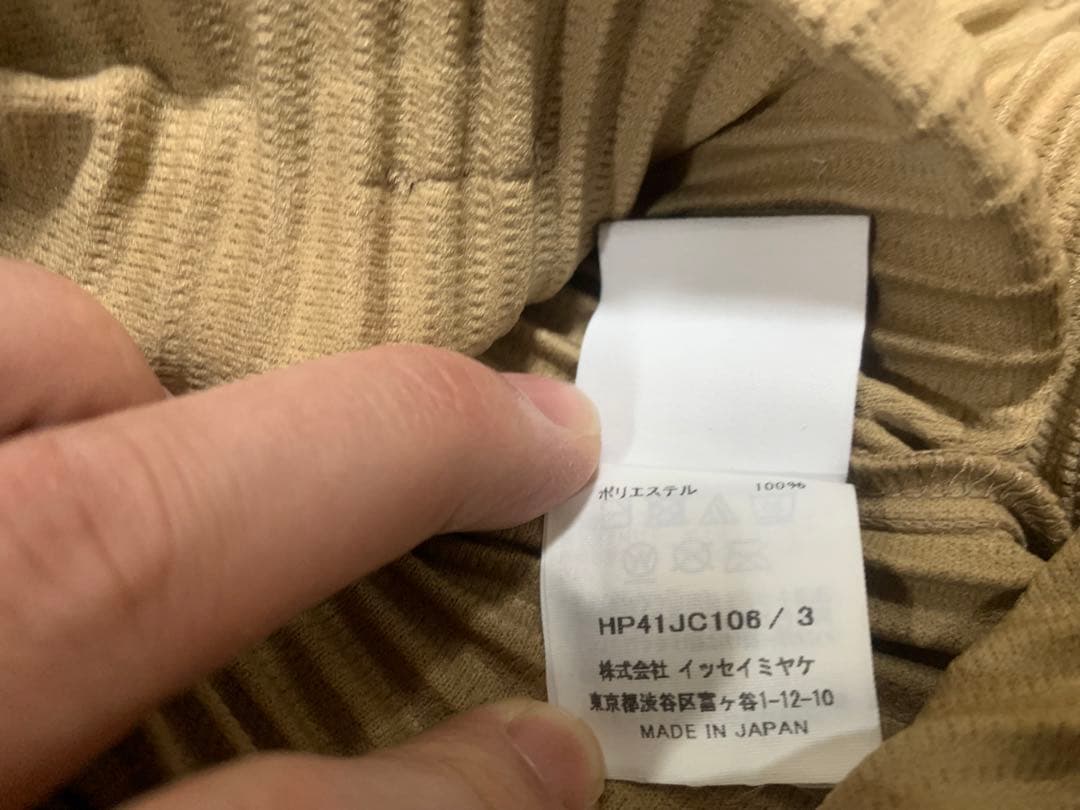 ポリエステル 100%
HP41JC106 / 3
株式会社 イッセイミヤケ
東京都渋谷区富ヶ谷1-12-10
MADE IN JAPAN